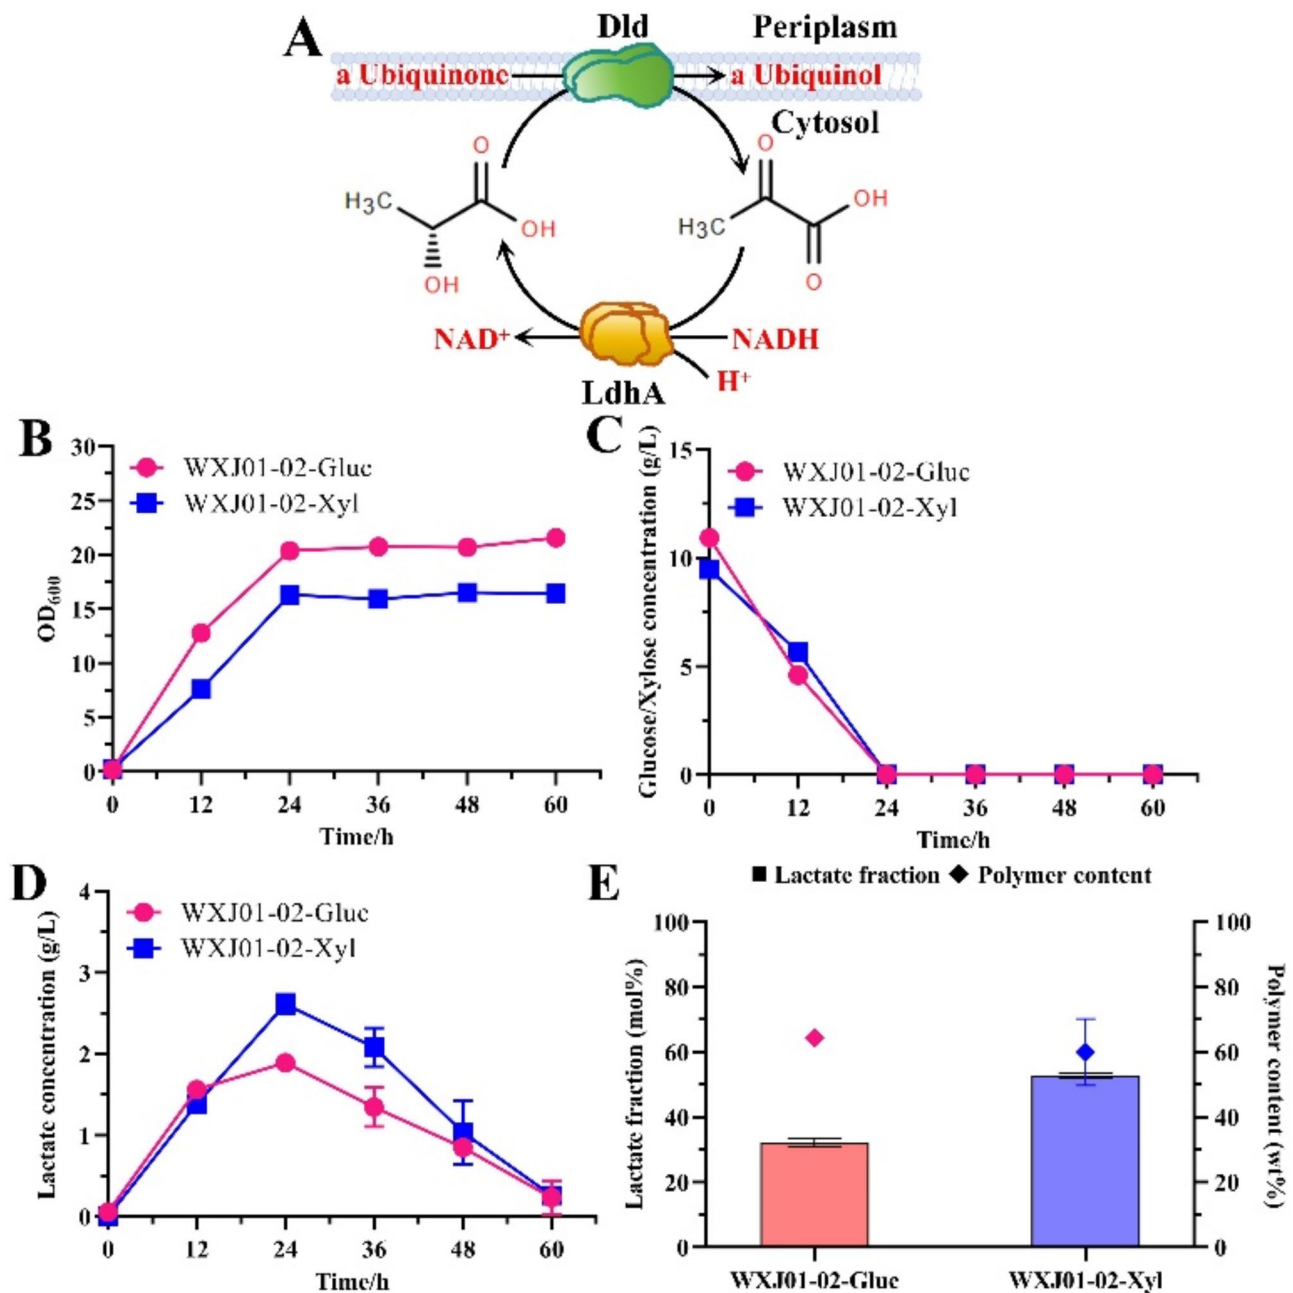 A
Dld
Periplasm
a Ubiquinone
a Ubiquinol
Cytosol
O
H₃C
OH
OH
O
H₃C
OH
O
NAD⁺
NADH
H⁺
LdhA
B
WXJ01-02-Gluc
WXJ01-02-Xyl
OD₆₀₀
30
25
20
15
10
5
0
0 12 24 36 48 60
Time/h
C
WXJ01-02-Gluc
WXJ01-02-Xyl
Glucose/Xylose concentration (g/L)
15
10
5
0
0 12 24 36 48 60
Time/h
D
WXJ01-02-Gluc
WXJ01-02-Xyl
Lactate concentration (g/L)
4
3
2
1
0
0 12 24 36 48 60
Time/h
E
Lactate fraction
Polymer content
Lactate fraction (mol%)
100
80
60
40
20
0
100
80
60
40
20
0
Polymer content (wt%)
WXJ01-02-Gluc
WXJ01-02-Xyl